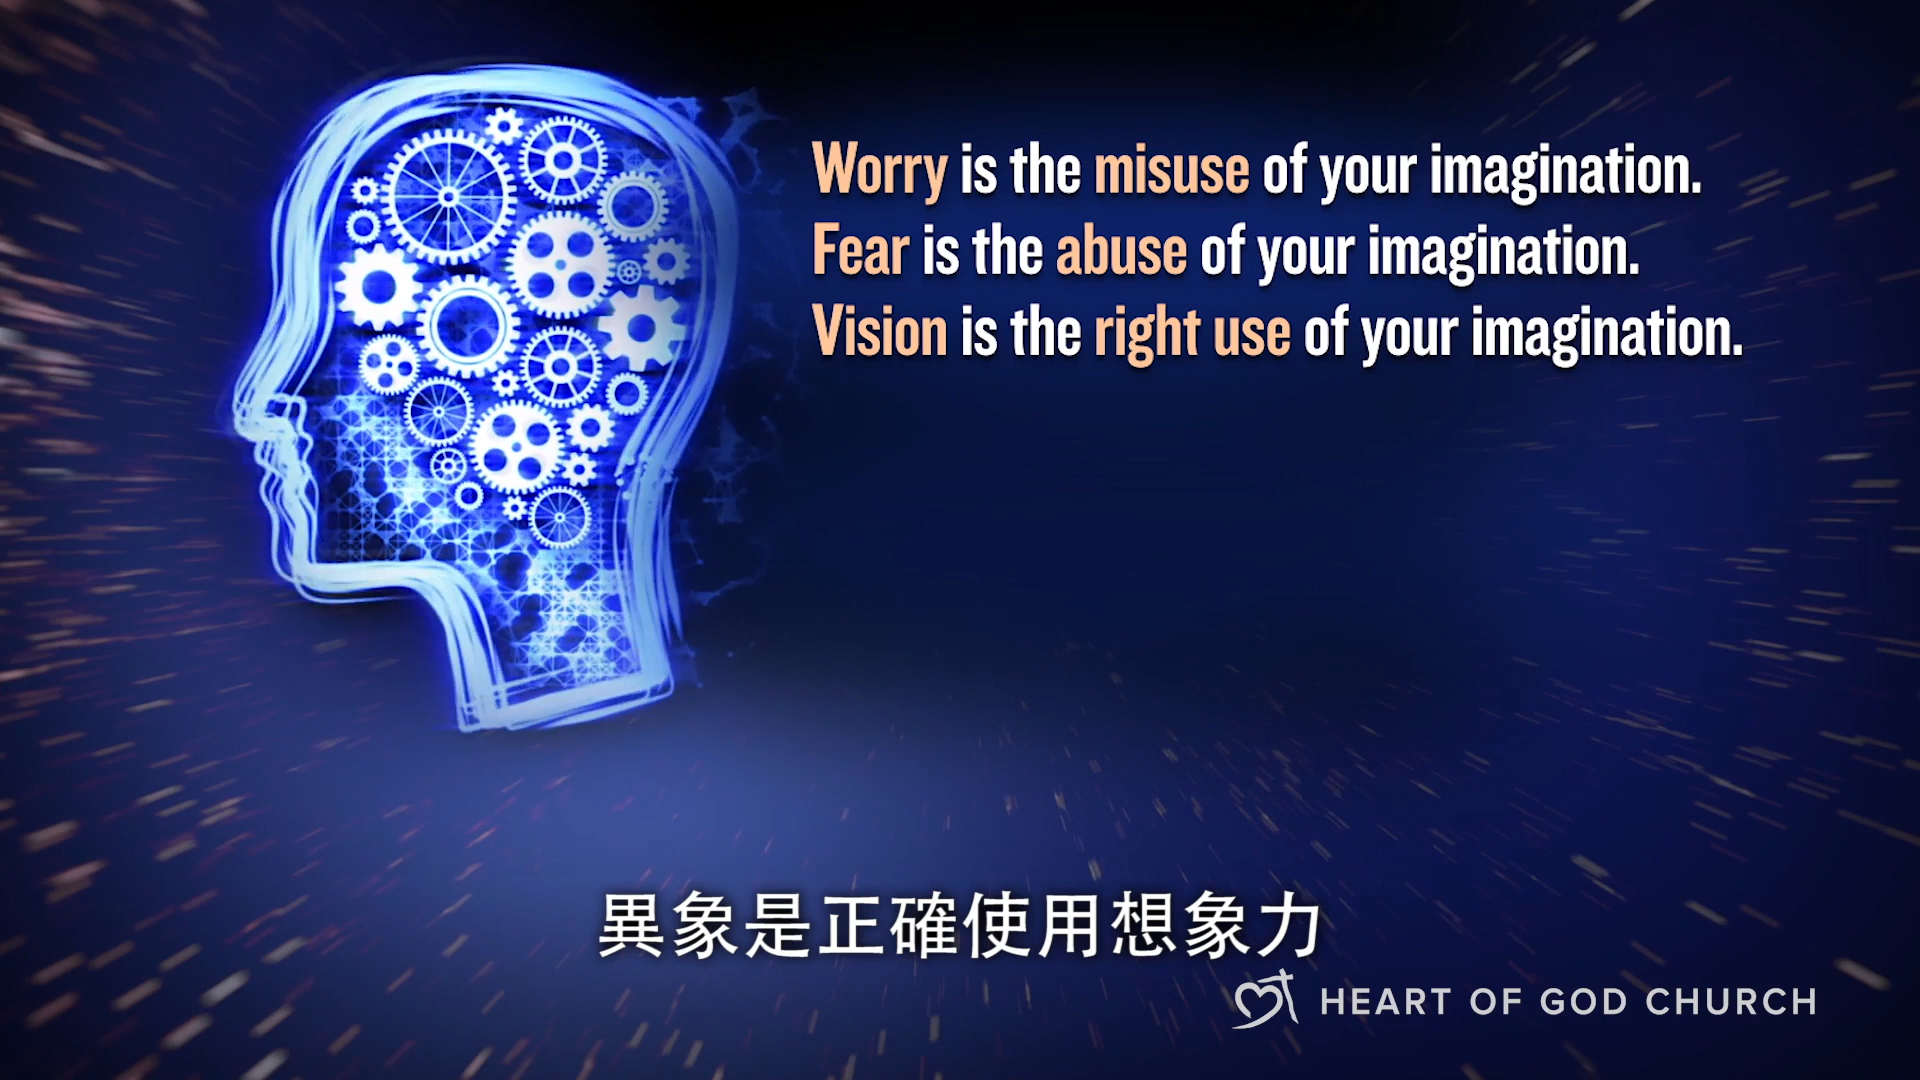 Worry is the misuse of your imagination.
Fear is the abuse of your imagination.
Vision is the right use of your imagination.
異象是正確使用想象力
HEART OF GOD CHURCH